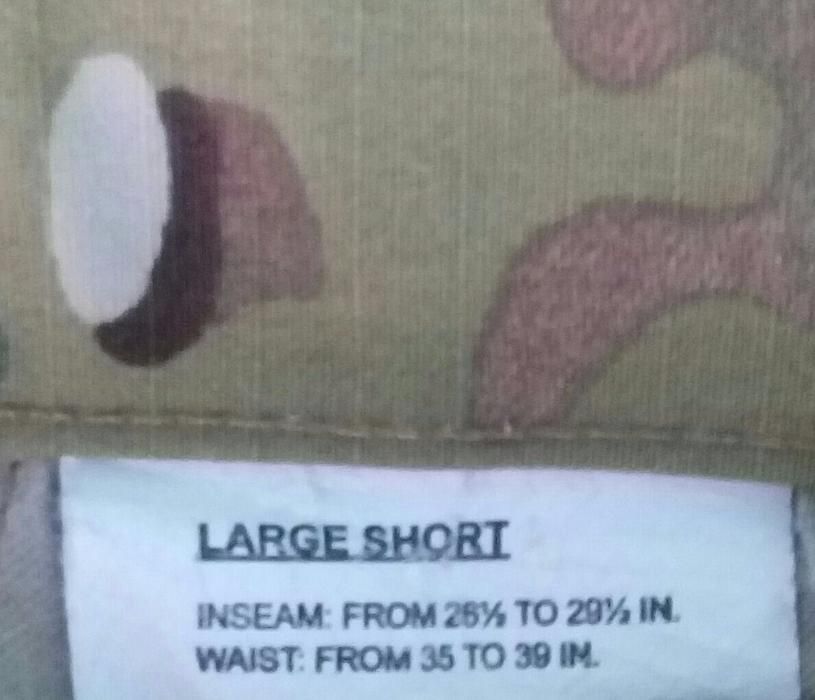 LARGE SHORT
INSEAM: FROM 26½ TO 29½ IN.
WAIST: FROM 35 TO 39 IN.